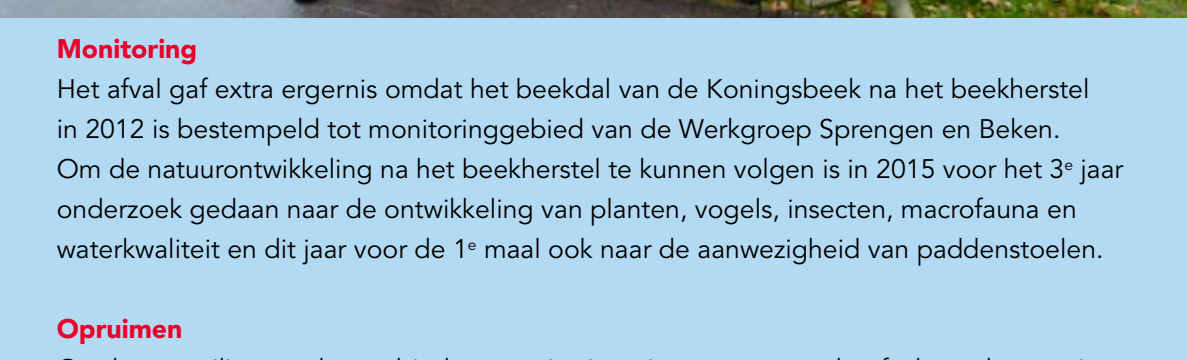 Monitoring
Het afval gaf extra ergernis omdat het beekdal van de Koningsbeek na het beekherstel
in 2012 is bestempeld tot monitoringgebied van de Werkgroep Sprengen en Beken.
Om de natuurontwikkeling na het beekherstel te kunnen volgen is in 2015 voor het 3e jaar
onderzoek gedaan naar de ontwikkeling van planten, vogels, insecten, macrofauna en
waterkwaliteit en dit jaar voor de 1e maal ook naar de aanwezigheid van paddenstoelen.
Opruimen